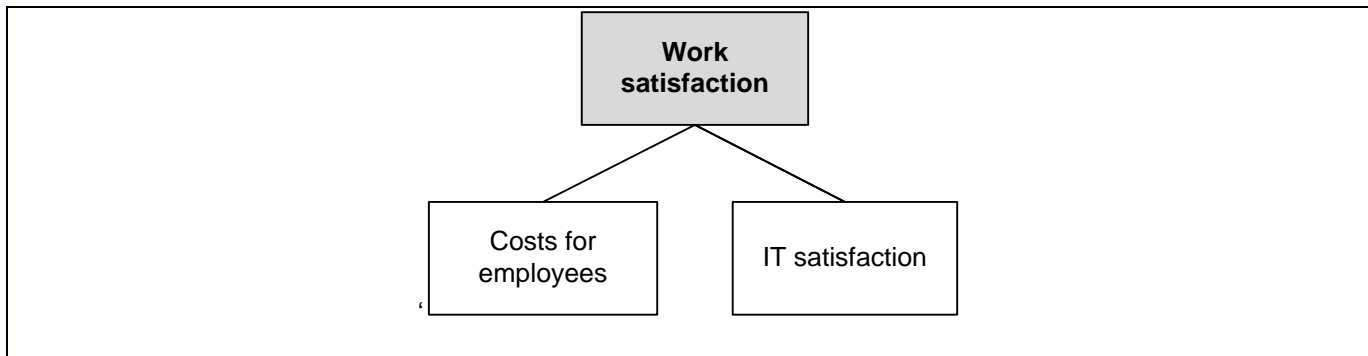 Work
satisfaction
Costs for
employees
IT satisfaction
‘